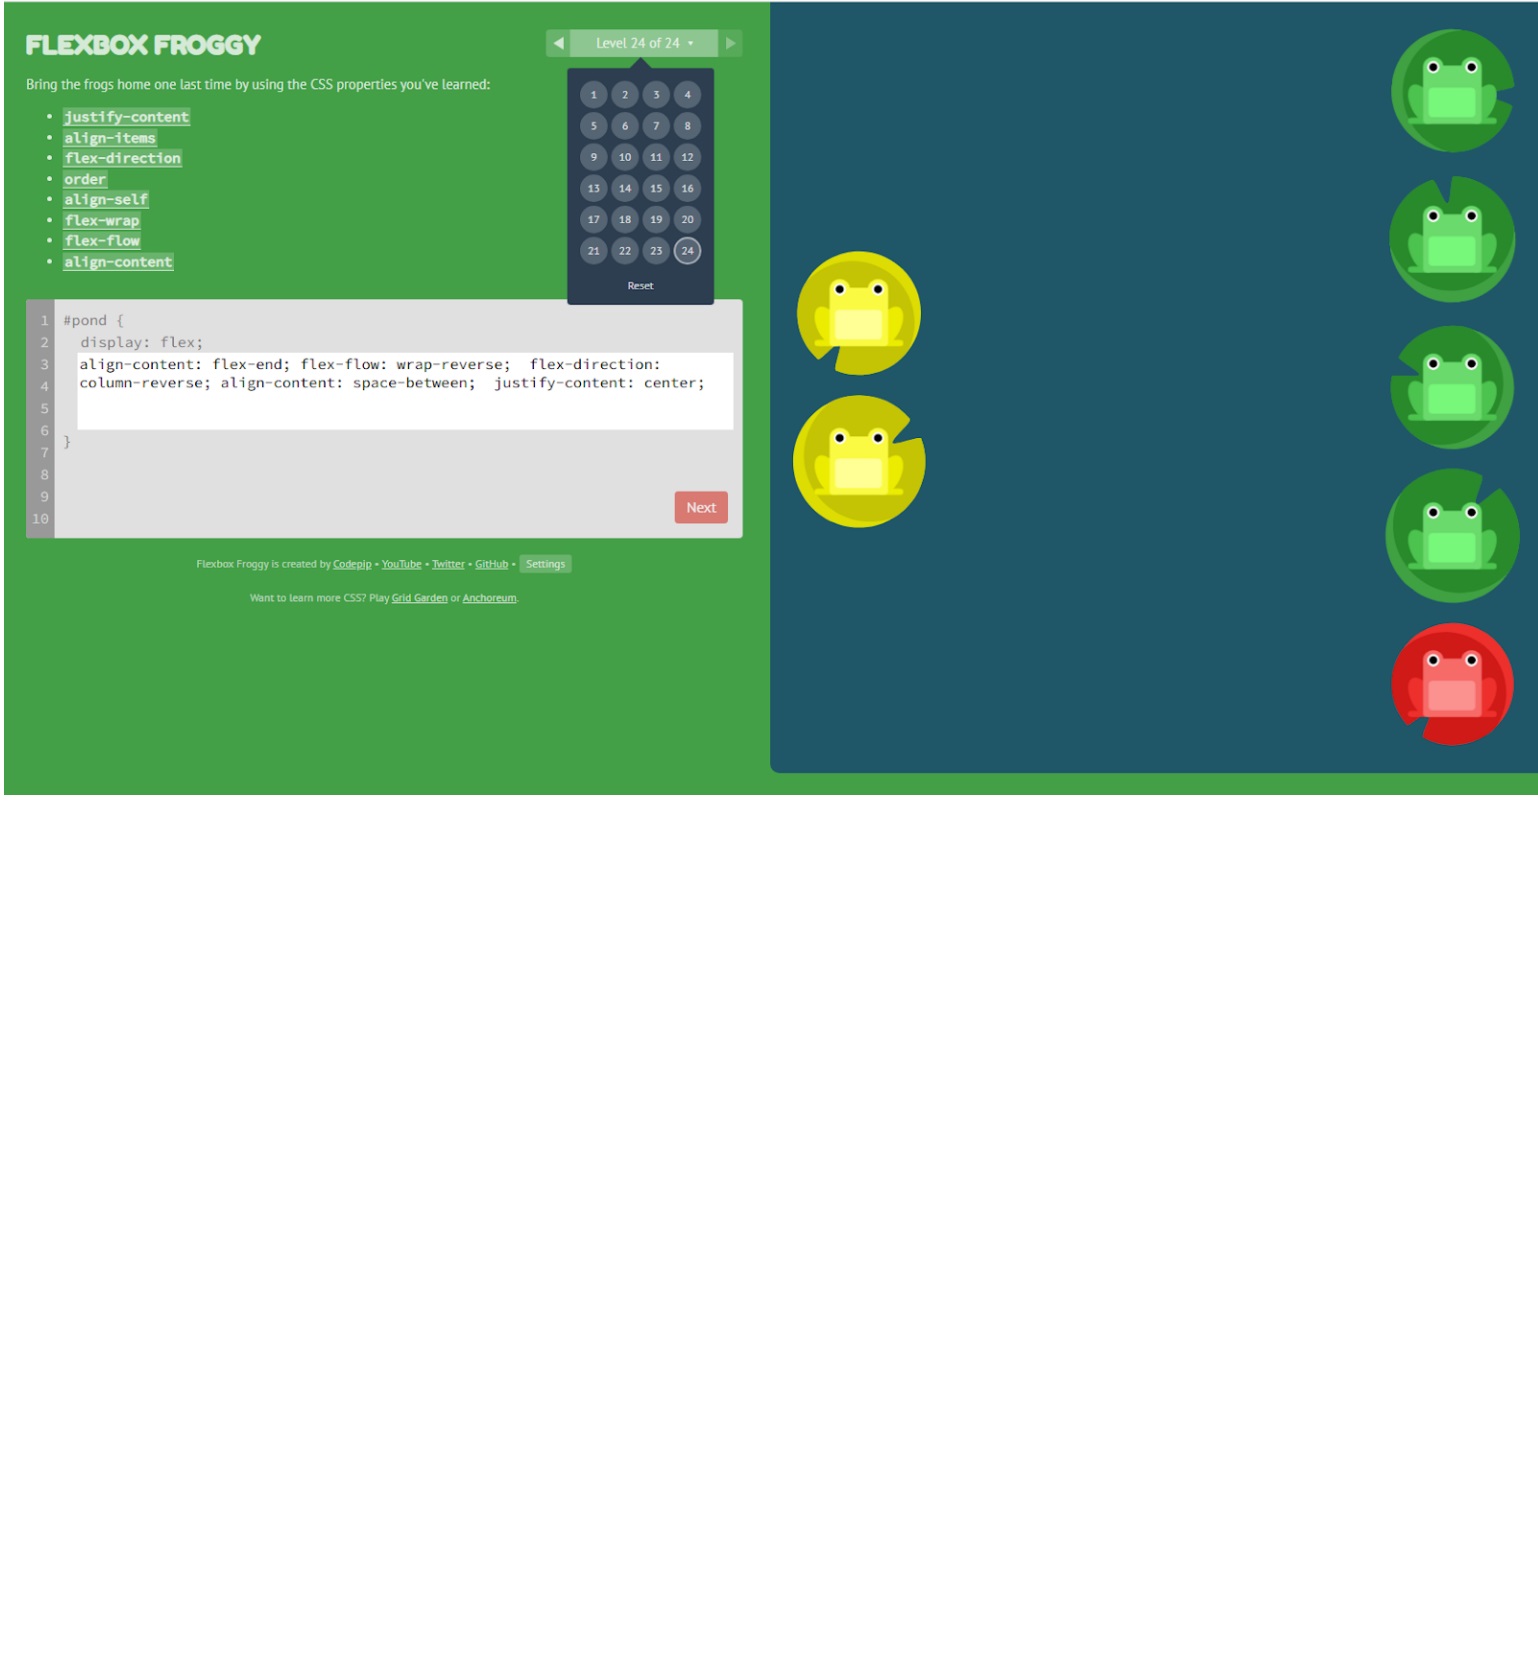 FLEXBOX FROGGY
◀ Level 24 of 24 ▾ ▶
Bring the frogs home one last time by using the CSS properties you've learned:
• justify-content
• align-items
• flex-direction
• order
• align-self
• flex-wrap
• flex-flow
• align-content
1 2 3 4
5 6 7 8
9 10 11 12
13 14 15 16
17 18 19 20
21 22 23 24
Reset
1 #pond {
2 display: flex;
3 align-content: flex-end; flex-flow: wrap-reverse;  flex-direction:
4 column-reverse; align-content: space-between;  justify-content: center;
5
6 }
7
8
9
10
Next
Flexbox Froggy is created by Codepip • YouTube • Twitter • GitHub • Settings
Want to learn more CSS? Play Grid Garden or Anchoreum.